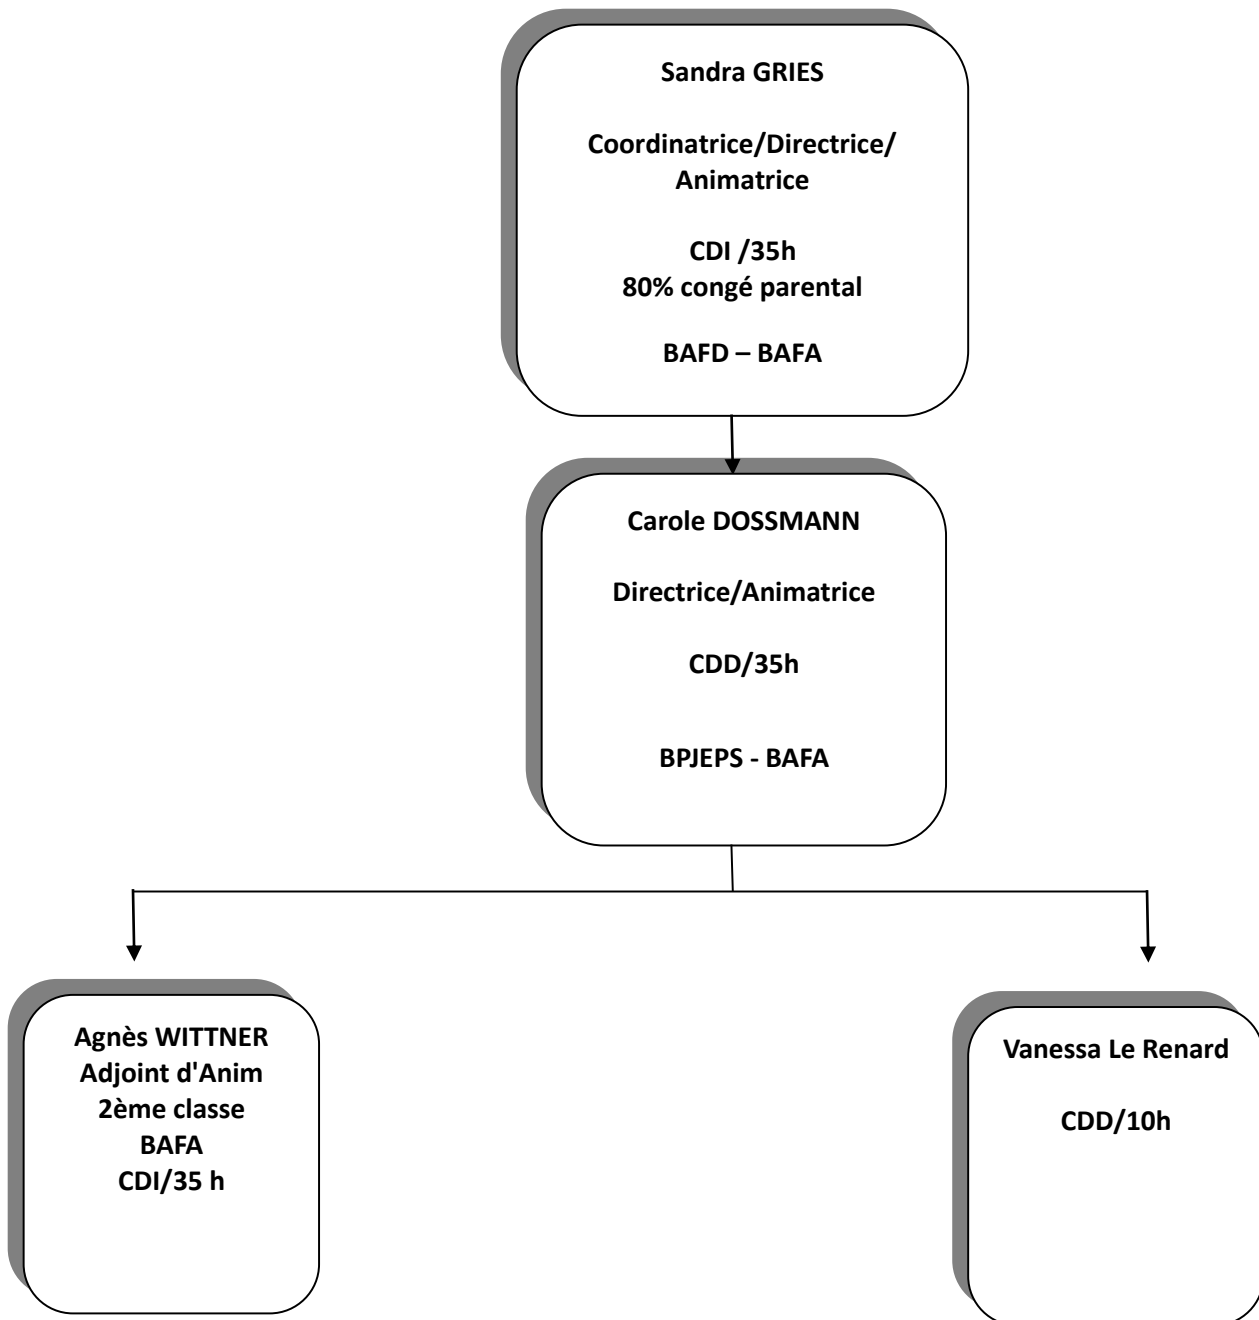 Sandra GRIES
Coordinatrice/Directrice/
Animatrice
CDI /35h
80% congé parental
BAFD – BAFA
Carole DOSSMANN
Directrice/Animatrice
CDD/35h
BPJEPS - BAFA
Agnès WITTNER
Adjoint d'Anim
2ème classe
BAFA
CDI/35 h
Vanessa Le Renard
CDD/10h